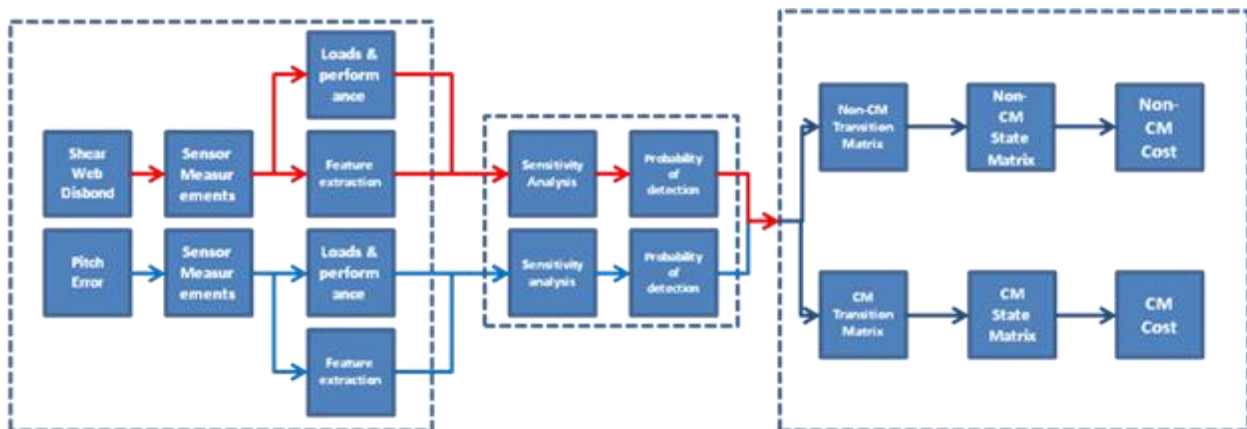 Loads &
perform
ance
Shear
Web
Disbond
Sensor
Measur
ements
Feature
extraction
Sensitivity
Analysis
Probability
of
detection
Pitch
Error
Sensor
Measur
ements
Loads &
perform
ance
Sensitivity
analysis
Probability
of
detection
Feature
extraction
Non-CM
Transition
Matrix
Non-
CM
State
Matrix
Non-
CM
Cost
CM
Transition
Matrix
CM
State
Matrix
CM
Cost